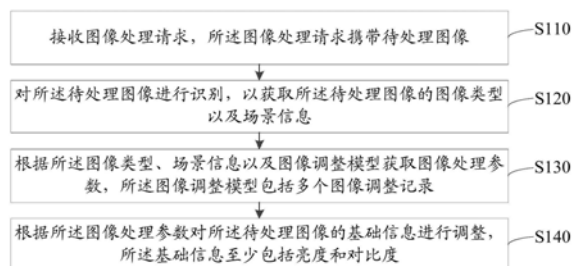 接收图像处理请求，所述图像处理请求携带待处理图像
S110
对所述待处理图像进行识别，以获取所述待处理图像的图像类型
以及场景信息
S120
根据所述图像类型、场景信息以及图像调整模型获取图像处理参
数，所述图像调整模型包括多个图像调整记录
S130
根据所述图像处理参数对所述待处理图像的基础信息进行调整，
所述基础信息至少包括亮度和对比度
S140